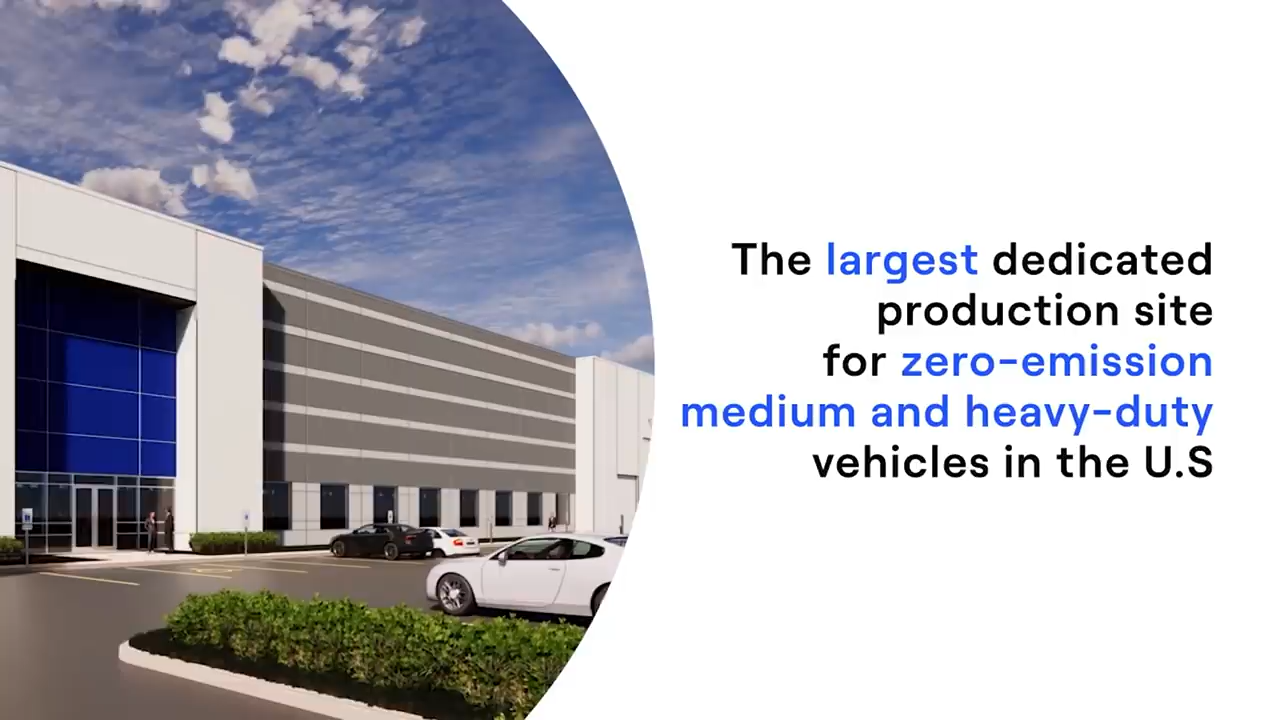 The largest dedicated
production site
for zero-emission
medium and heavy-duty
vehicles in the U.S